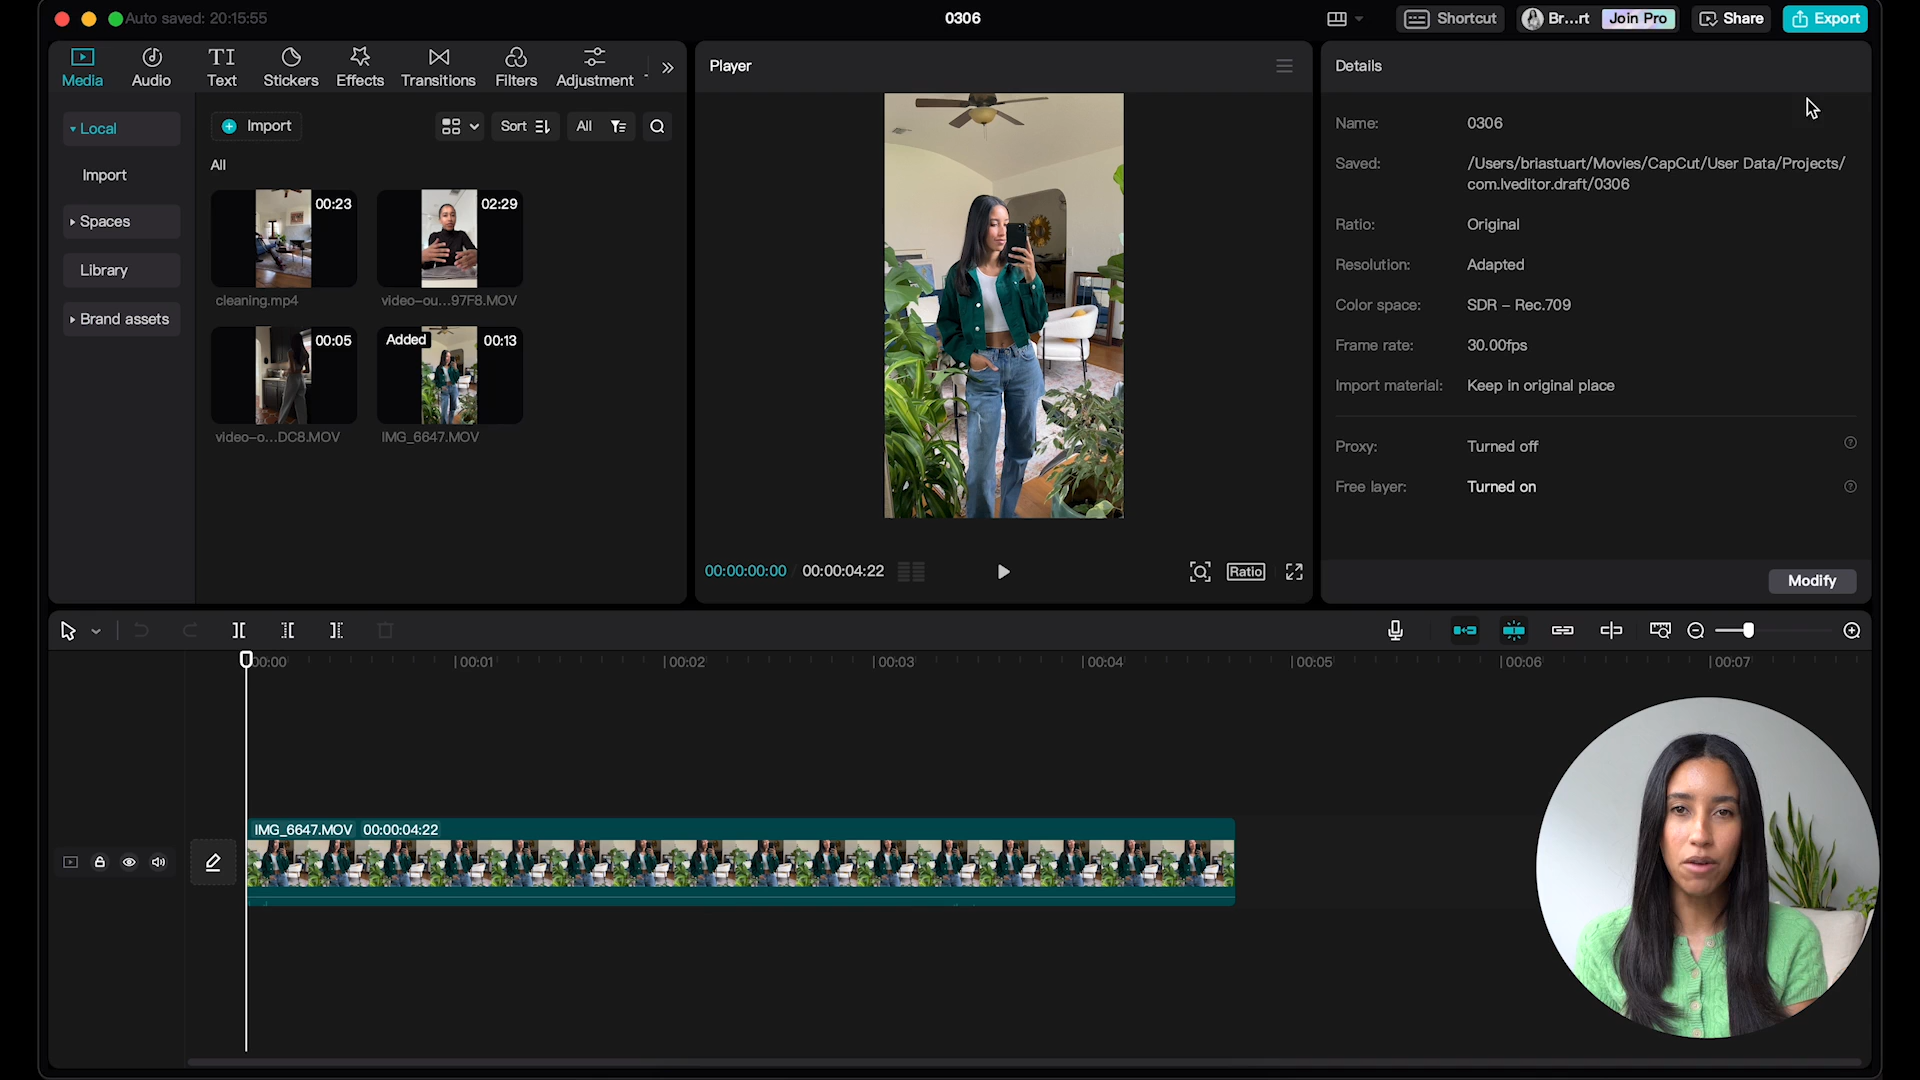 Auto saved: 20:15:55
0306
Shortcut
Br...rt
Join Pro
Share
Export
Media
Audio
Text
Stickers
Effects
Transitions
Filters
Adjustment
Local
Import
Spaces
Library
Brand assets
Import
Sort
All
All
00:23
cleaning.mp4
02:29
video-ou...97F8.MOV
00:05
video-o...DC8.MOV
Added
00:13
IMG_6647.MOV
Player
00:00:00:00
00:00:04:22
Ratio
Details
Name: 0306
Saved: /Users/briastuart/Movies/CapCut/User Data/Projects/
com.lveditor.draft/0306
Ratio: Original
Resolution: Adapted
Color space: SDR – Rec.709
Frame rate: 30.00fps
Import material: Keep in original place
Proxy: Turned off
Free layer: Turned on
Modify
00:00
00:01
00:02
00:03
00:04
00:05
00:06
00:07
IMG_6647.MOV 00:00:04:22